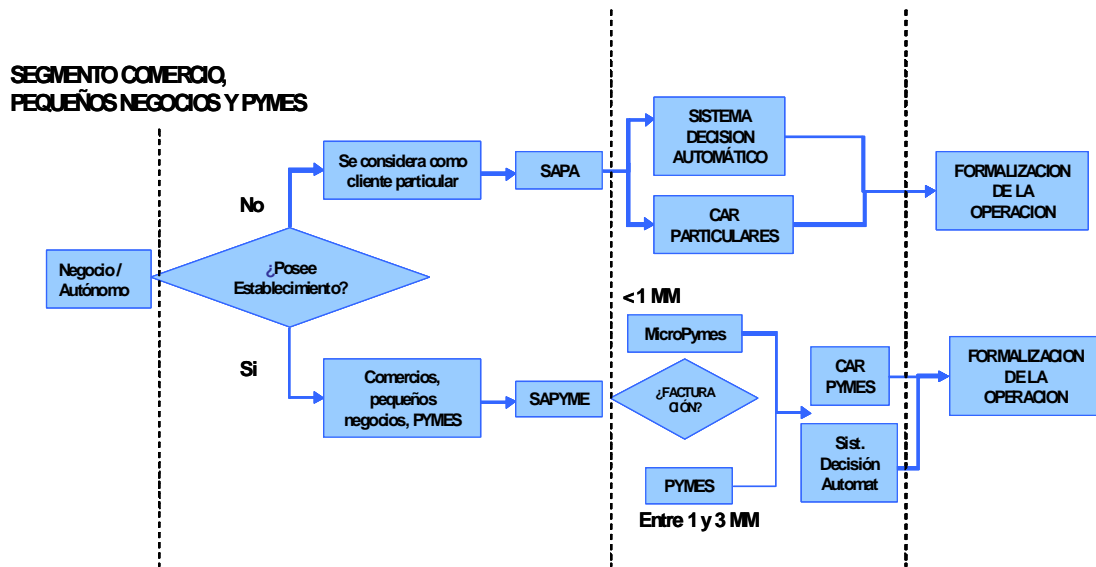 SEGMENTO COMERCIO,
PEQUEÑOS NEGOCIOS Y PYMES
Negocio /
Autónomo
¿Posee
Establecimiento?
No
Se considera como
cliente particular
SAPA
SISTEMA
DECISION
AUTOMÁTICO
CAR
PARTICULARES
FORMALIZACION
DE LA
OPERACION
Si
Comercios,
pequeños
negocios, PYMES
SAPYME
< 1 MM
MicroPymes
¿FACTURA
CIÓN?
PYMES
Entre 1 y 3 MM
CAR
PYMES
Sist.
Decisión
Automat
FORMALIZACION
DE LA
OPERACION